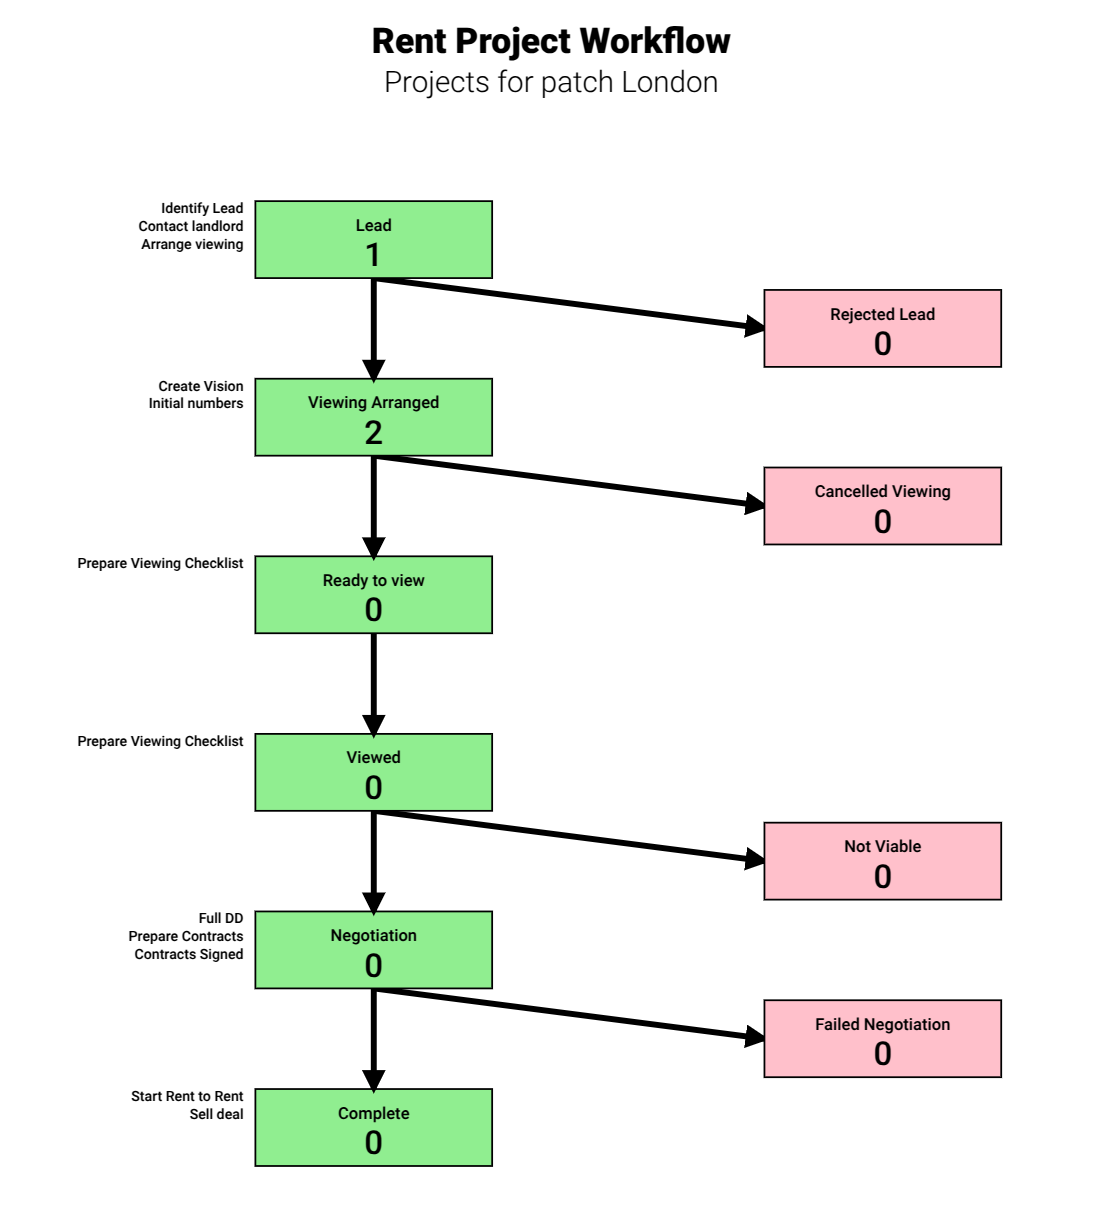 Rent Project Workflow
Projects for patch London
Identify Lead
Contact landlord
Arrange viewing
Lead
1
Rejected Lead
0
Create Vision
Initial numbers
Viewing Arranged
2
Cancelled Viewing
0
Prepare Viewing Checklist
Ready to view
0
Prepare Viewing Checklist
Viewed
0
Not Viable
0
Full DD
Prepare Contracts
Contracts Signed
Negotiation
0
Failed Negotiation
0
Start Rent to Rent
Sell deal
Complete
0